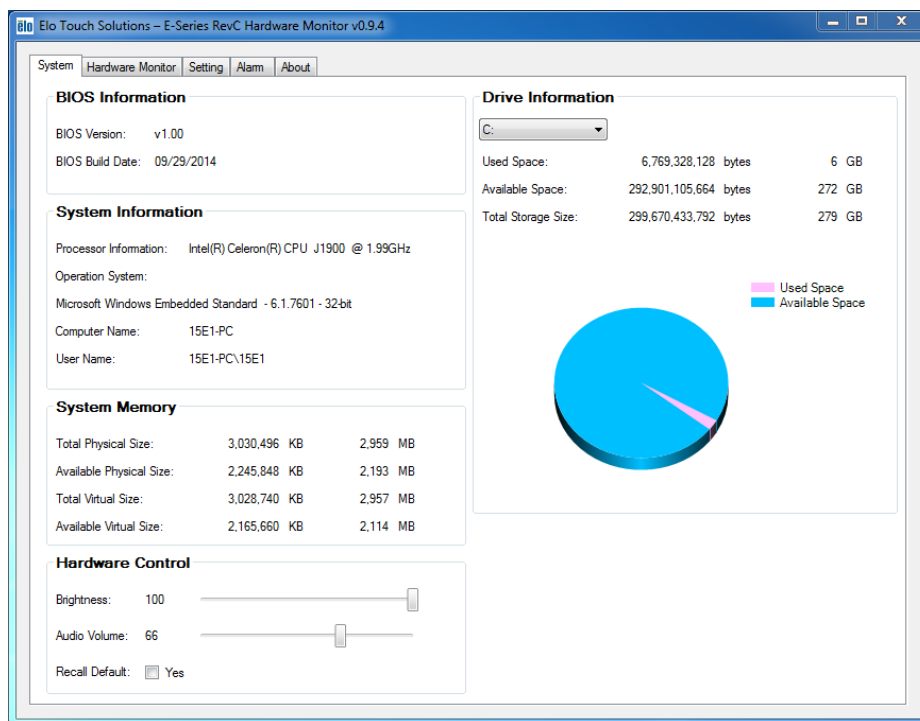 elo Elo Touch Solutions – E-Series RevC Hardware Monitor v0.9.4
System Hardware Monitor Setting Alarm About
BIOS Information
BIOS Version: v1.00
BIOS Build Date: 09/29/2014
System Information
Processor Information: Intel(R) Celeron(R) CPU J1900 @ 1.99GHz
Operation System:
Microsoft Windows Embedded Standard - 6.1.7601 - 32-bit
Computer Name: 15E1-PC
User Name: 15E1-PC\15E1
System Memory
Total Physical Size: 3,030,496 KB 2,959 MB
Available Physical Size: 2,245,848 KB 2,193 MB
Total Virtual Size: 3,028,740 KB 2,957 MB
Available Virtual Size: 2,165,660 KB 2,114 MB
Hardware Control
Brightness: 100
Audio Volume: 66
Recall Default: Yes
Drive Information
C:
Used Space: 6,769,328,128 bytes 6 GB
Available Space: 292,901,105,664 bytes 272 GB
Total Storage Size: 299,670,433,792 bytes 279 GB
Used Space
Available Space